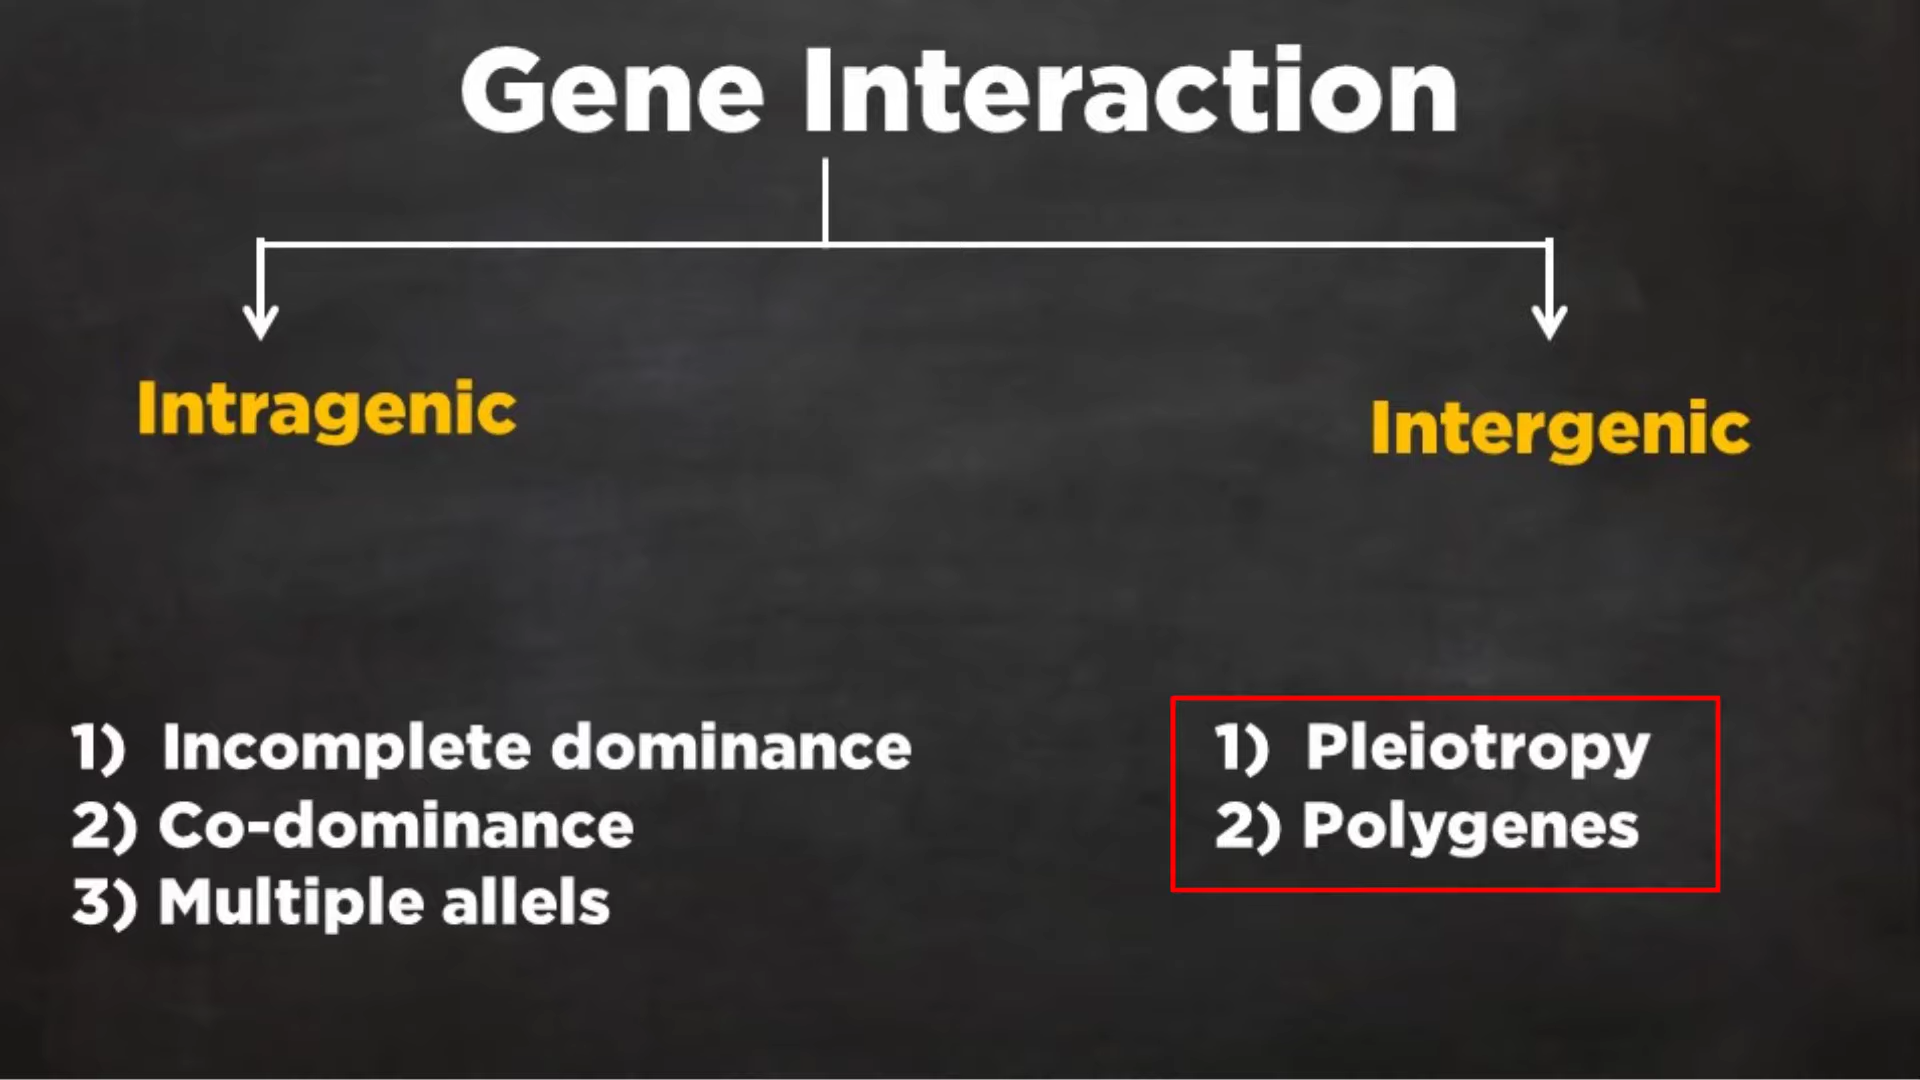 Gene Interaction
Intragenic
Intergenic
1) Incomplete dominance
2) Co-dominance
3) Multiple allels
1) Pleiotropy
2) Polygenes